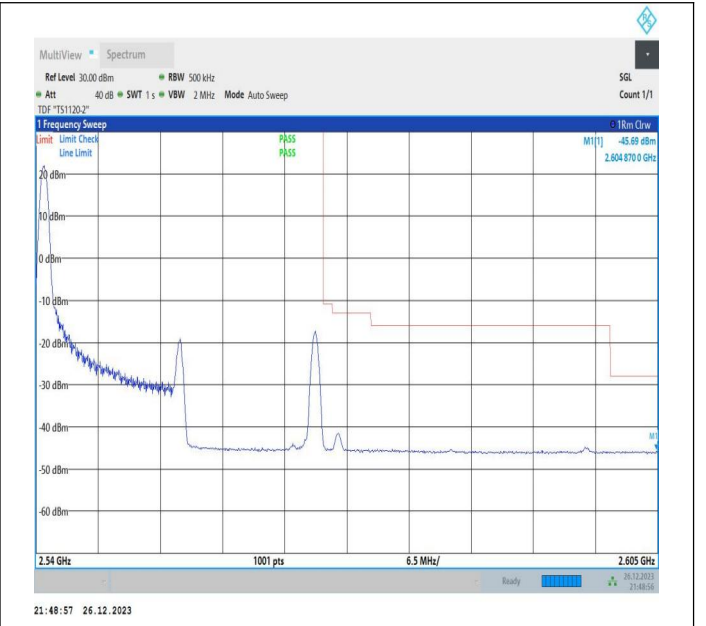 R S
MultiView Spectrum
Ref Level 30.00 dBm RBW 500 kHz SGL
Att 40 dB SWT 1 s VBW 2 MHz Mode Auto Sweep Count 1/1
TDF "TS1120-2"
1 Frequency Sweep 1Rm Clrw
Limit Limit Check PASS M1[1] -45.69 dBm
Line Limit PASS 2.604 870 0 GHz
20 dBm
10 dBm
0 dBm
-10 dBm
-20 dBm
-30 dBm
-40 dBm
M1
-50 dBm
-60 dBm
2.54 GHz 1001 pts 6.5 MHz/ 2.605 GHz
Ready 26.12.2023
21:48:56
21:48:57 26.12.2023